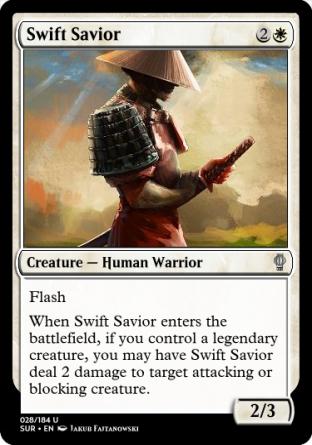 Swift Savior 2
Creature — Human Warrior
Flash
When Swift Savior enters the
battlefield, if you control a legendary
creature, you may have Swift Savior
deal 2 damage to target attacking or
blocking creature.
2/3
028/184 U
SUR • EN Jakub Fajtanowski